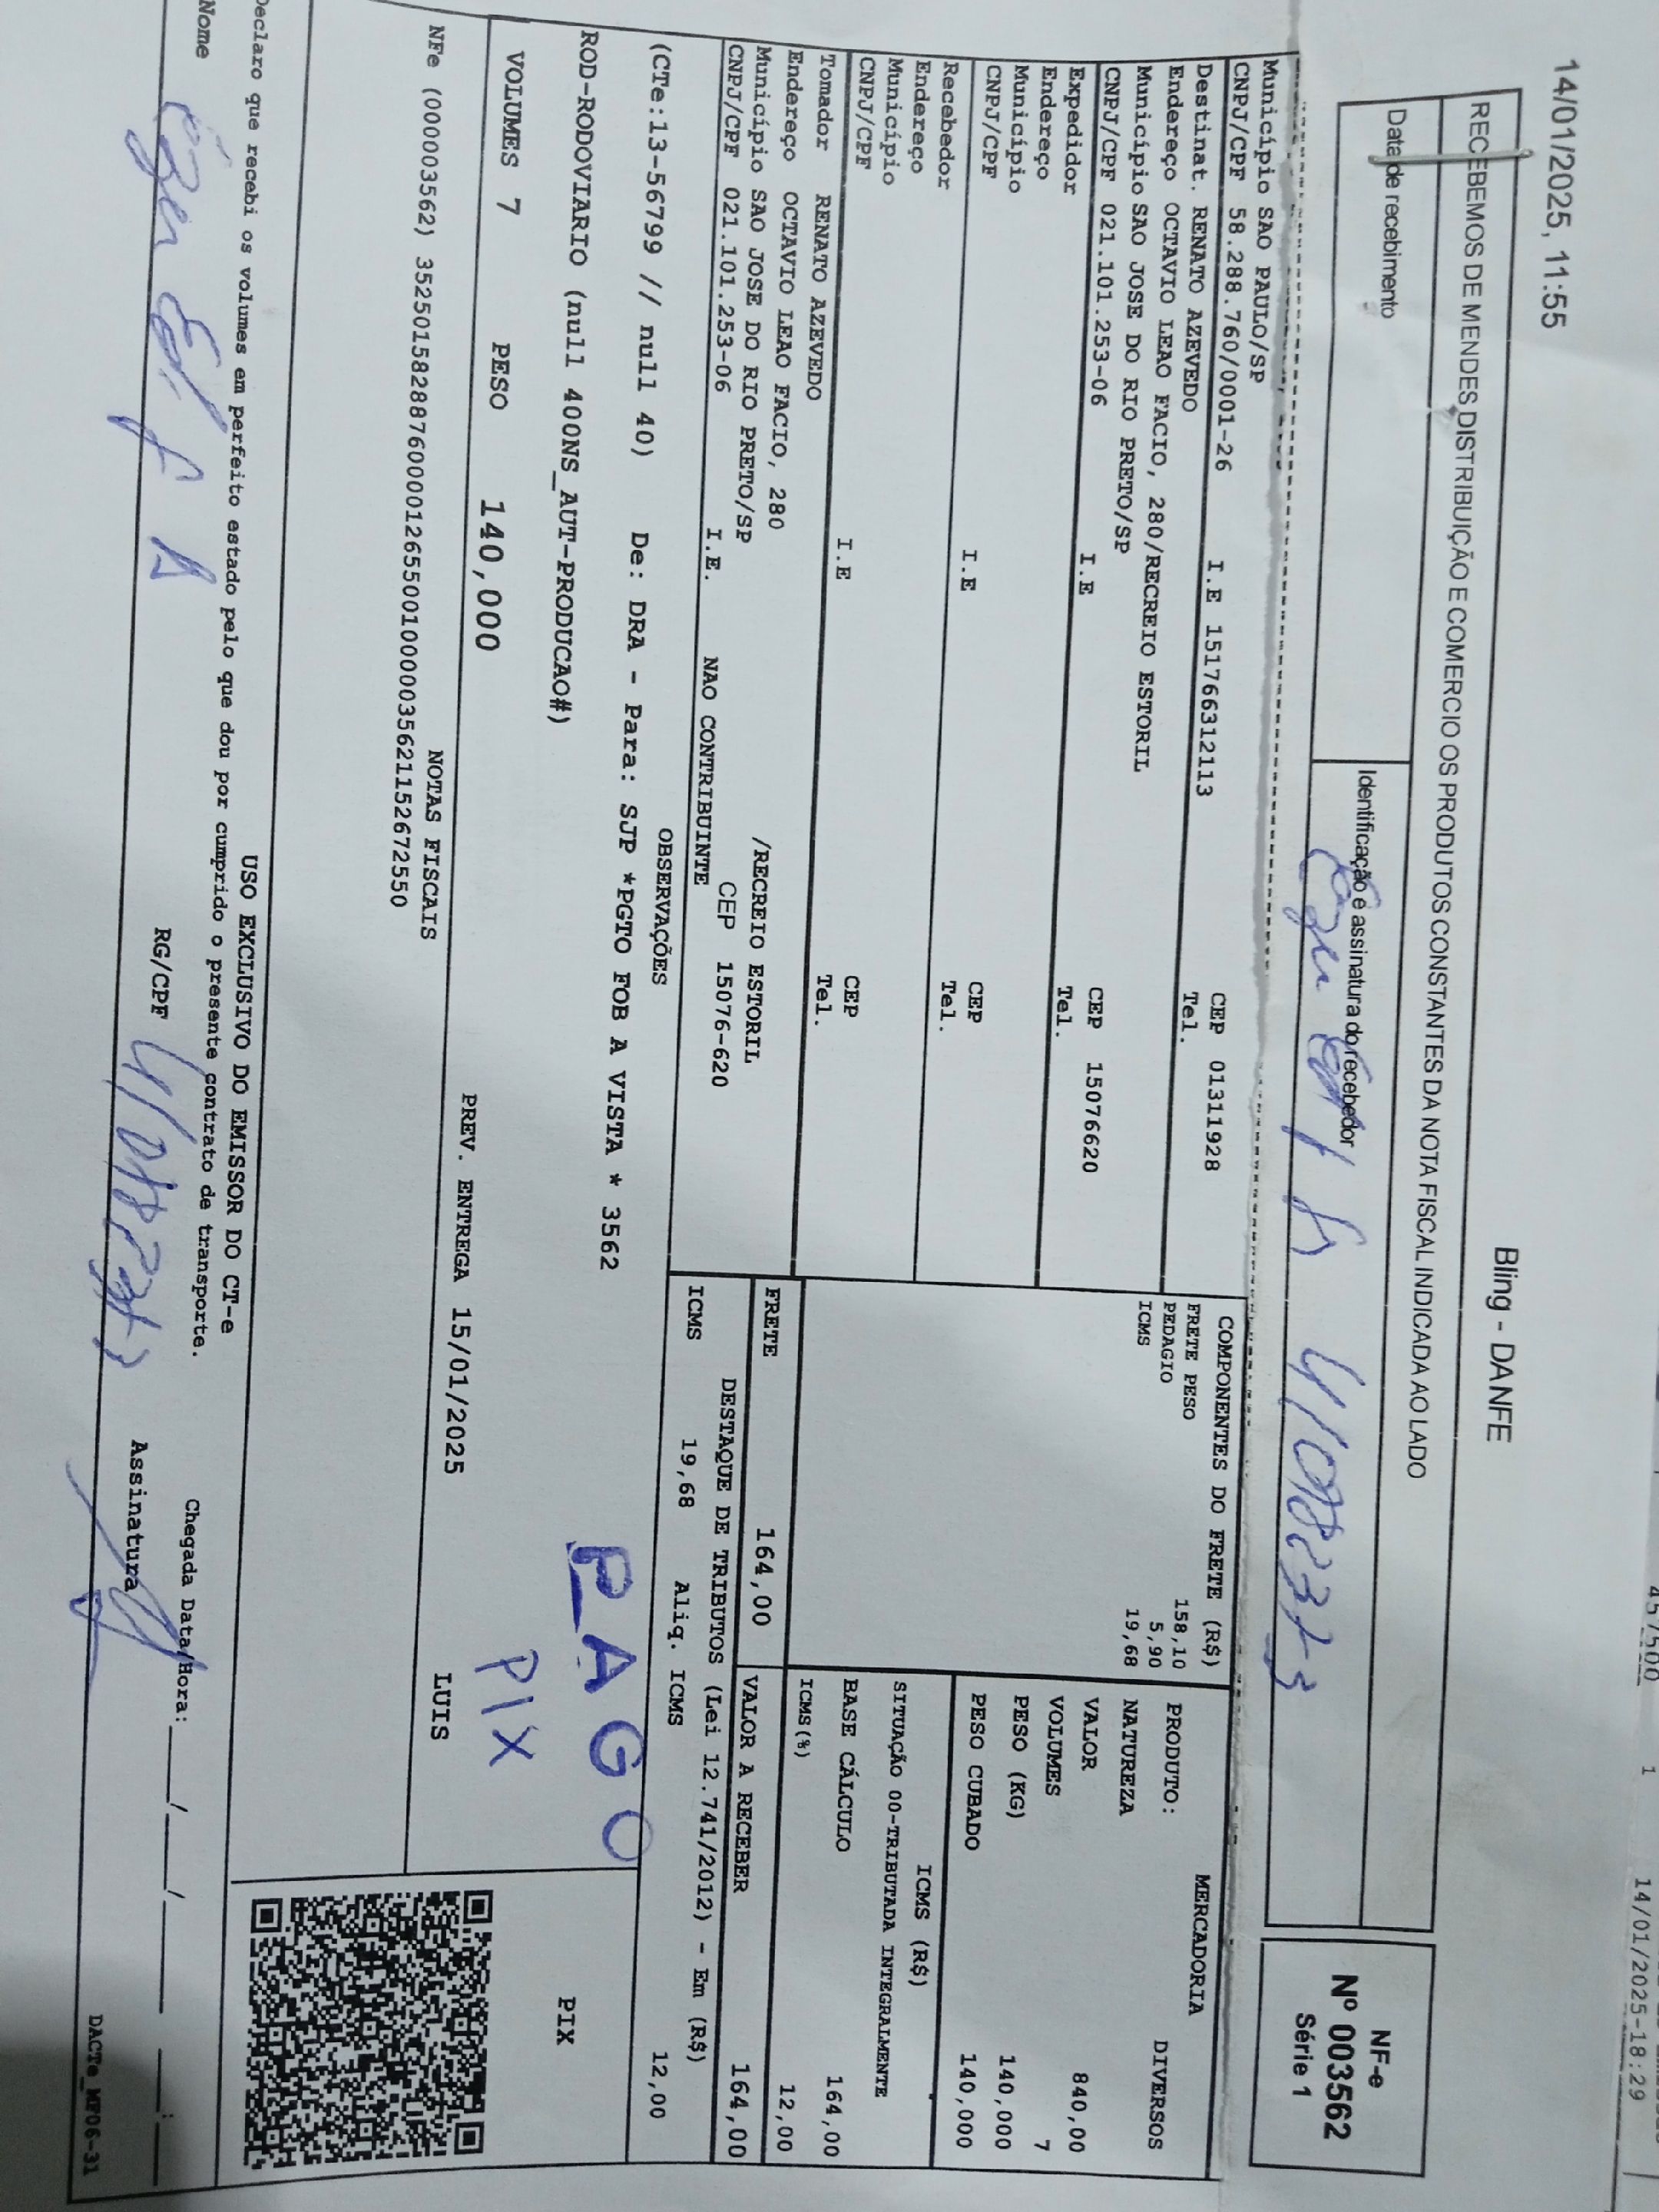 457500 1 14/01/2025-18:29
14/01/2025, 11:55
Bling - DANFE
RECEBEMOS DE MENDES DISTRIBUIÇÃO E COMERCIO OS PRODUTOS CONSTANTES DA NOTA FISCAL INDICADA AO LADO
Data de recebimento
Identificação e assinatura do recebedor
NF-e
Nº 003562
Série 1
Município SAO PAULO/SP
CNPJ/CPF 58.288.760/0001-26 I.E 151766312113 CEP 01311928
Tel.
Destinat. RENATO AZEVEDO
Endereço OCTAVIO LEAO FACIO, 280/RECREIO ESTORIL
Município SAO JOSE DO RIO PRETO/SP
CNPJ/CPF 021.101.253-06 I.E CEP 15076620
Tel.
Expedidor
Endereço
Município
CNPJ/CPF I.E CEP
Tel.
Recebedor
Endereço
Município
CNPJ/CPF I.E CEP
Tel.
Tomador RENATO AZEVEDO
Endereço OCTAVIO LEAO FACIO, 280 /RECREIO ESTORIL
Município SAO JOSE DO RIO PRETO/SP CEP 15076-620
CNPJ/CPF 021.101.253-06 I.E. NAO CONTRIBUINTE
COMPONENTES DO FRETE (R$)
FRETE PESO 158,10
PEDAGIO 5,90
ICMS 19,68
MERCADORIA
PRODUTO: DIVERSOS
NATUREZA
VALOR 840,00
VOLUMES 7
PESO (KG) 140,000
PESO CUBADO 140,000
ICMS (R$)
SITUAÇÃO 00-TRIBUTADA INTEGRALMENTE
BASE CÁLCULO 164,00
ICMS(%) 12,00
FRETE 164,00 VALOR A RECEBER 164,00
DESTAQUE DE TRIBUTOS (Lei 12.741/2012) - Em (R$)
ICMS 19,68 Aliq. ICMS 12,00
OBSERVAÇÕES
(CTe:13-56799 // null 40) De: DRA - Para: SJP *PGTO FOB A VISTA * 3562
ROD-RODOVIARIO (null 400NS_AUT-PRODUCAO#)
PAGO
PIX
PIX
VOLUMES 7 PESO 140,000 PREV. ENTREGA 15/01/2025 LUIS
NOTAS FISCAIS
NFe (000003562) 35250158288760000126550010000035621152672550
USO EXCLUSIVO DO EMISSOR DO CT-e
Declaro que recebi os volumes em perfeito estado pelo que dou por cumprido o presente contrato de transporte.
Chegada Data/Hora: ___/___/___ ___:___
Nome RG/CPF Assinatura
DACTe_MF06-31